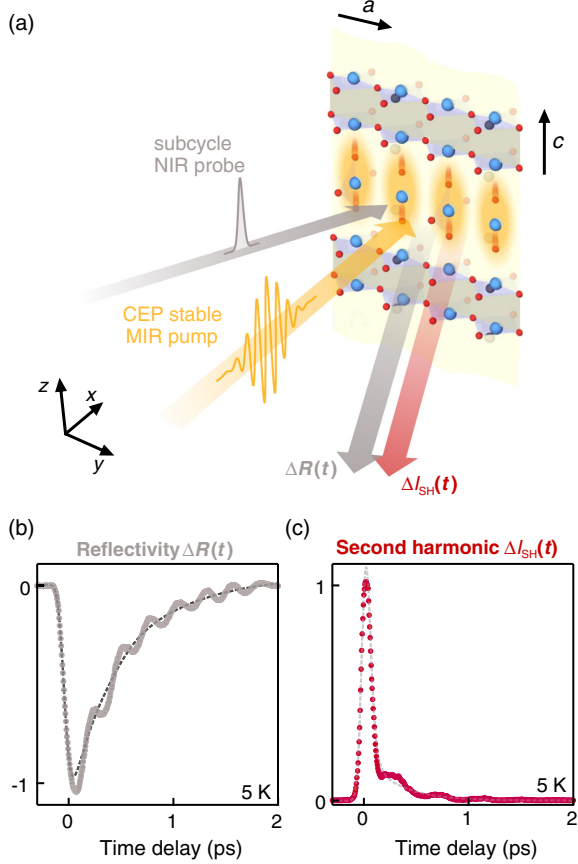 (a)
a
c
subcycle
NIR probe
CEP stable
MIR pump
z
x
y
ΔR(t)
ΔI_SH(t)
(b)
Reflectivity ΔR(t)
0
-1
5 K
0
1
2
Time delay (ps)
(c)
Second harmonic ΔI_SH(t)
1
0
5 K
0
1
2
Time delay (ps)